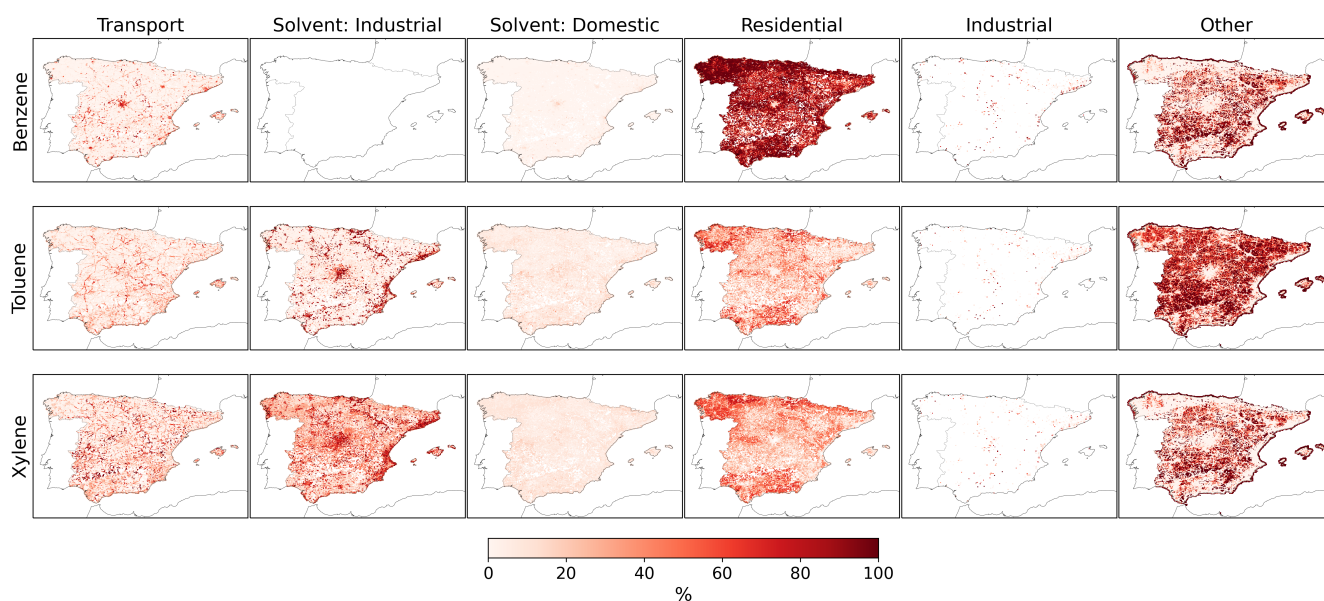 Transport Solvent: Industrial Solvent: Domestic Residential Industrial Other
Benzene
Toluene
Xylene
0 20 40 60 80 100
%